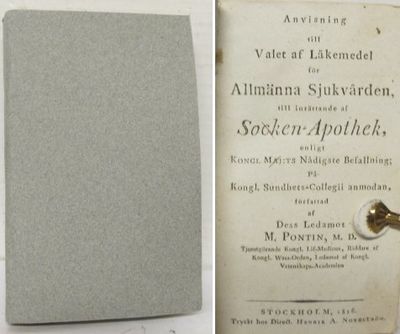 Anvisning
till
Valet af Läkemedel
för
Allmänna Sjukvården,
till inrättande af
Socken-Apothek,
enligt
KONGL MAJ:TS Nådigste Befallning;
På
Kongl. Sundhets-Collegii anmodan,
författad
af
Dess Ledamot
M. PONTIN, M. D.
Tjenstgörande Kongl. Lif-Medicus, Riddare af
Kongl. Wasa-Orden, Ledamot af Kongl.
Vetenskaps-Academien
STOCKHOLM, 1816.
Tryckt hos Direct. HENRIK A. NORDSTRÖM.